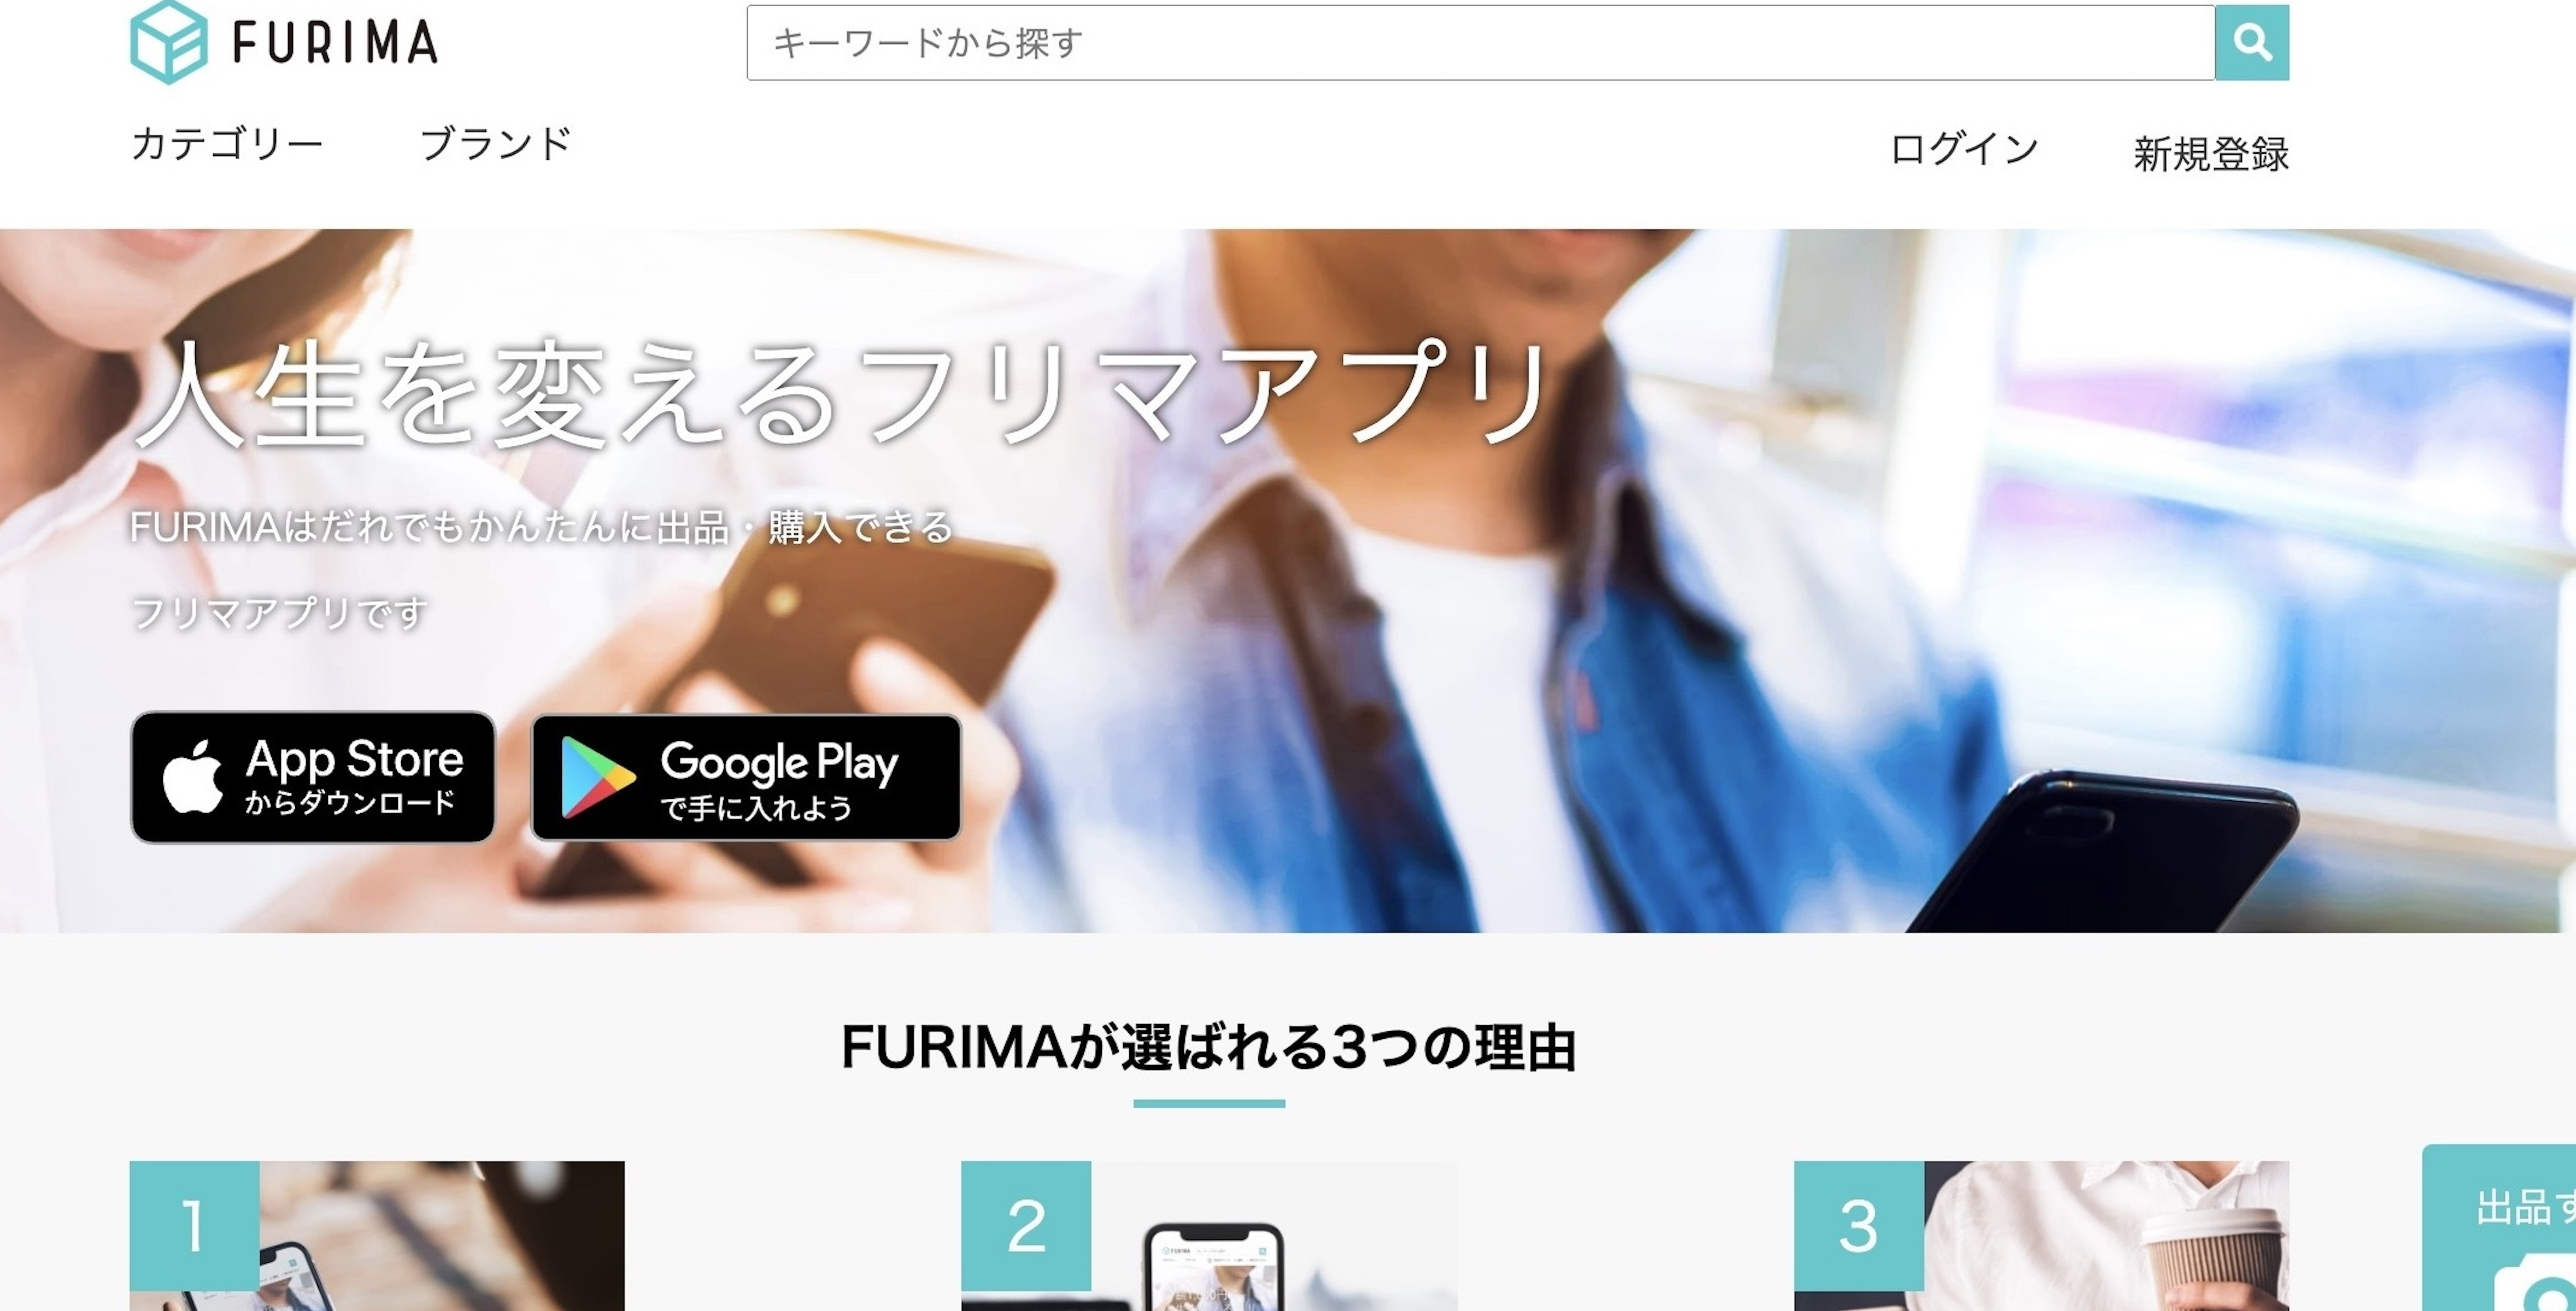 FURIMA
キーワードから探す
カテゴリー
ブランド
ログイン
新規登録
人生を変えるフリマアプリ
FURIMAはだれでもかんたんに出品・購入できる
フリマアプリです
App Store
からダウンロード
Google Play
で手に入れよう
FURIMAが選ばれる3つの理由
1
2
3
出品す
FURIMA